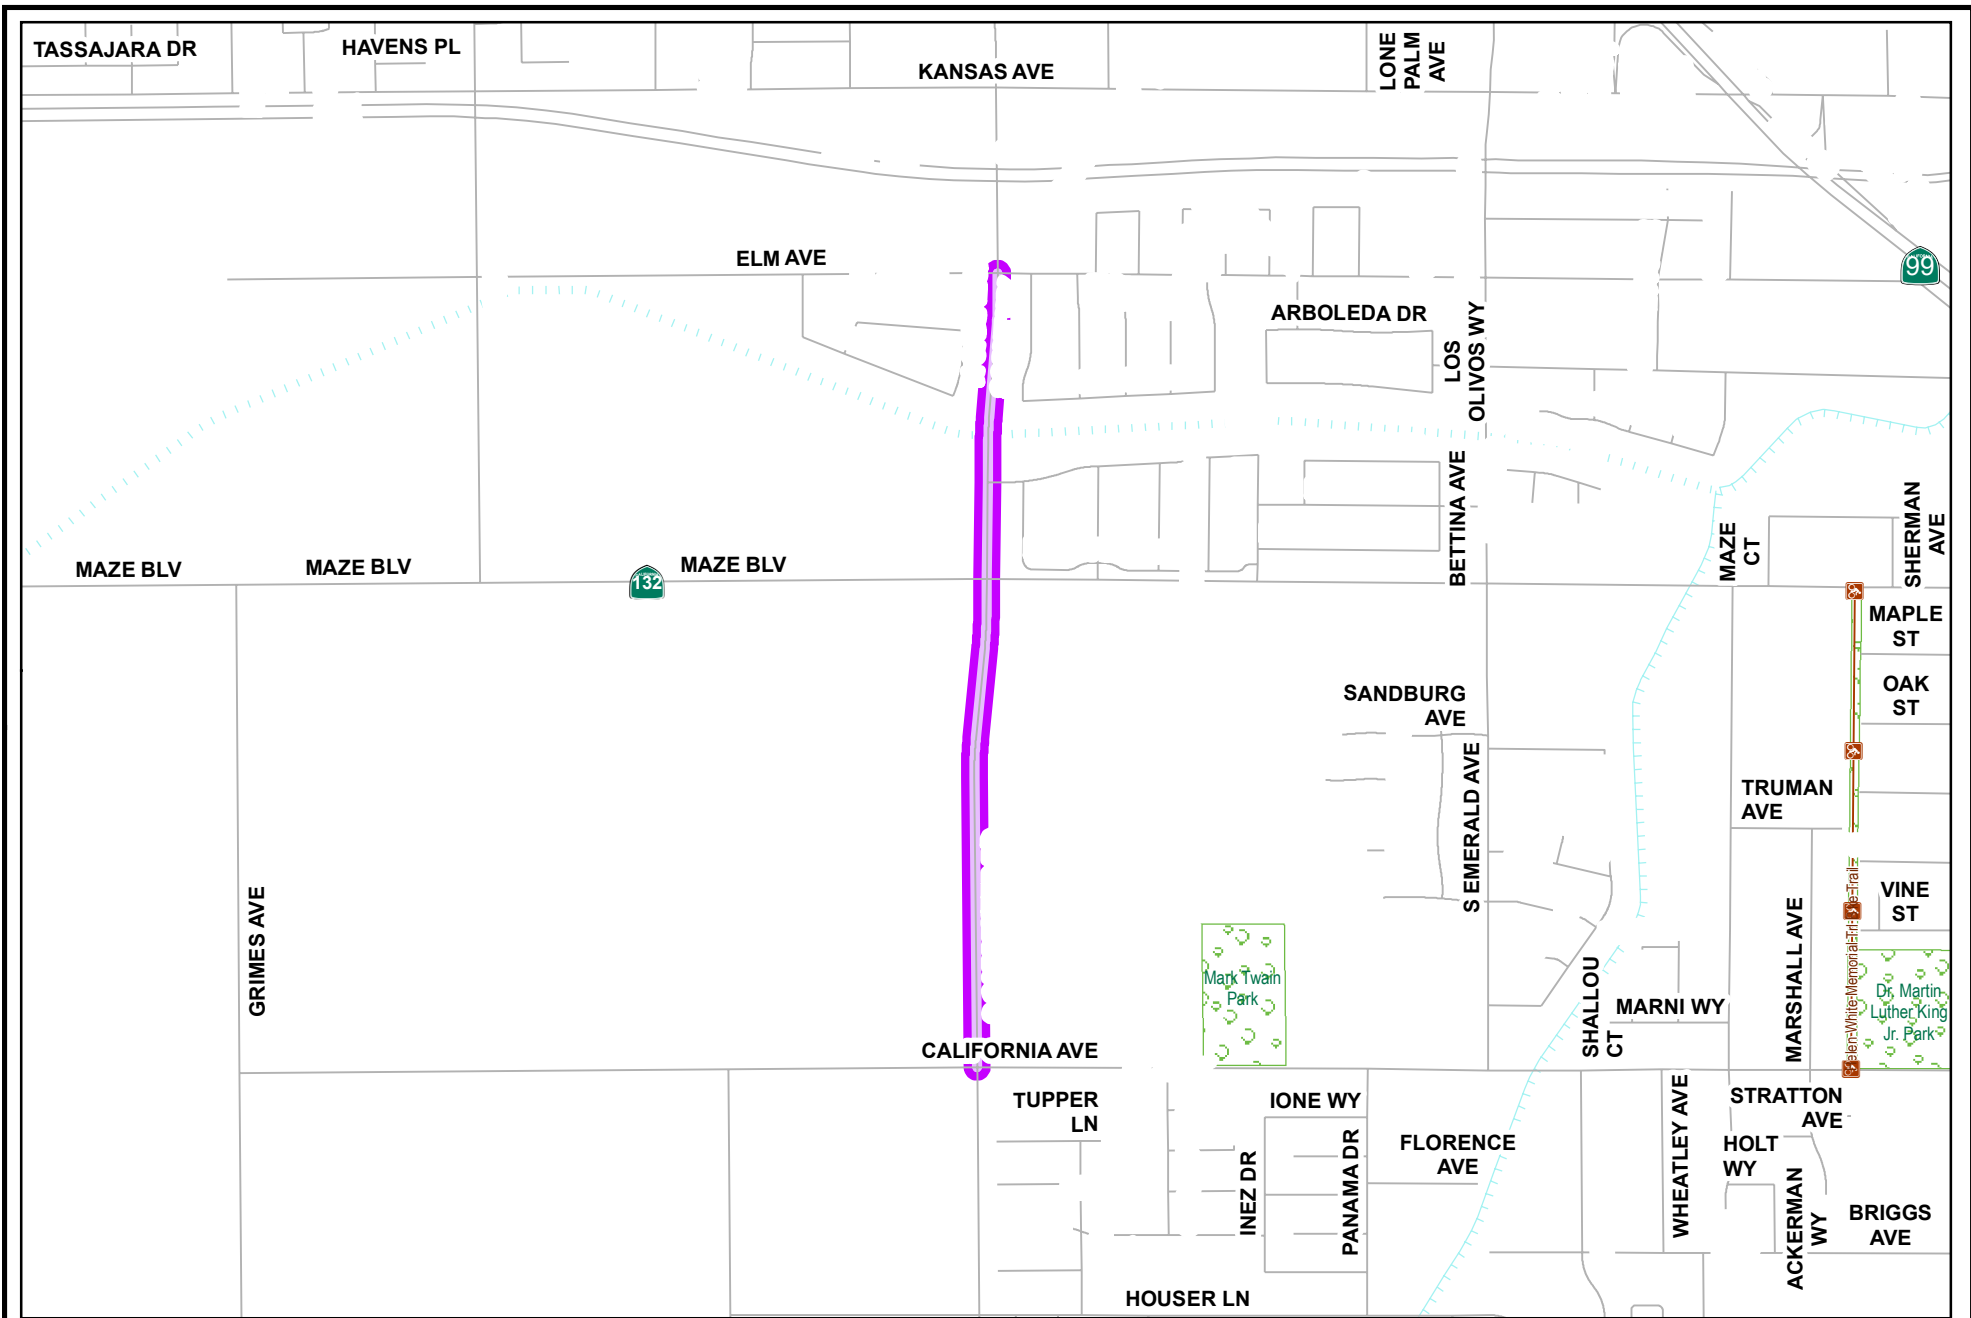 TASSAJARA DR
HAVENS PL
KANSAS AVE
LONE
PALM
AVE
ELM AVE
99
ARBOLEDA DR
LOS
OLIVOS WY
BETTINA AVE
MAZE
CT
SHERMAN
AVE
MAZE BLV
MAZE BLV
132
MAZE BLV
MAPLE
ST
OAK
ST
SANDBURG
AVE
S EMERALD AVE
TRUMAN
AVE
GRIMES AVE
VINE
ST
MARSHALL AVE
Mark Twain
Park
SHALLOU
CT
MARNI WY
Dr. Martin
Luther King
Jr. Park
CALIFORNIA AVE
TUPPER
LN
IONE WY
INEZ DR
PANAMA DR
FLORENCE
AVE
WHEATLEY AVE
STRATTON
AVE
HOLT
WY
ACKERMAN
WY
BRIGGS
AVE
HOUSER LN